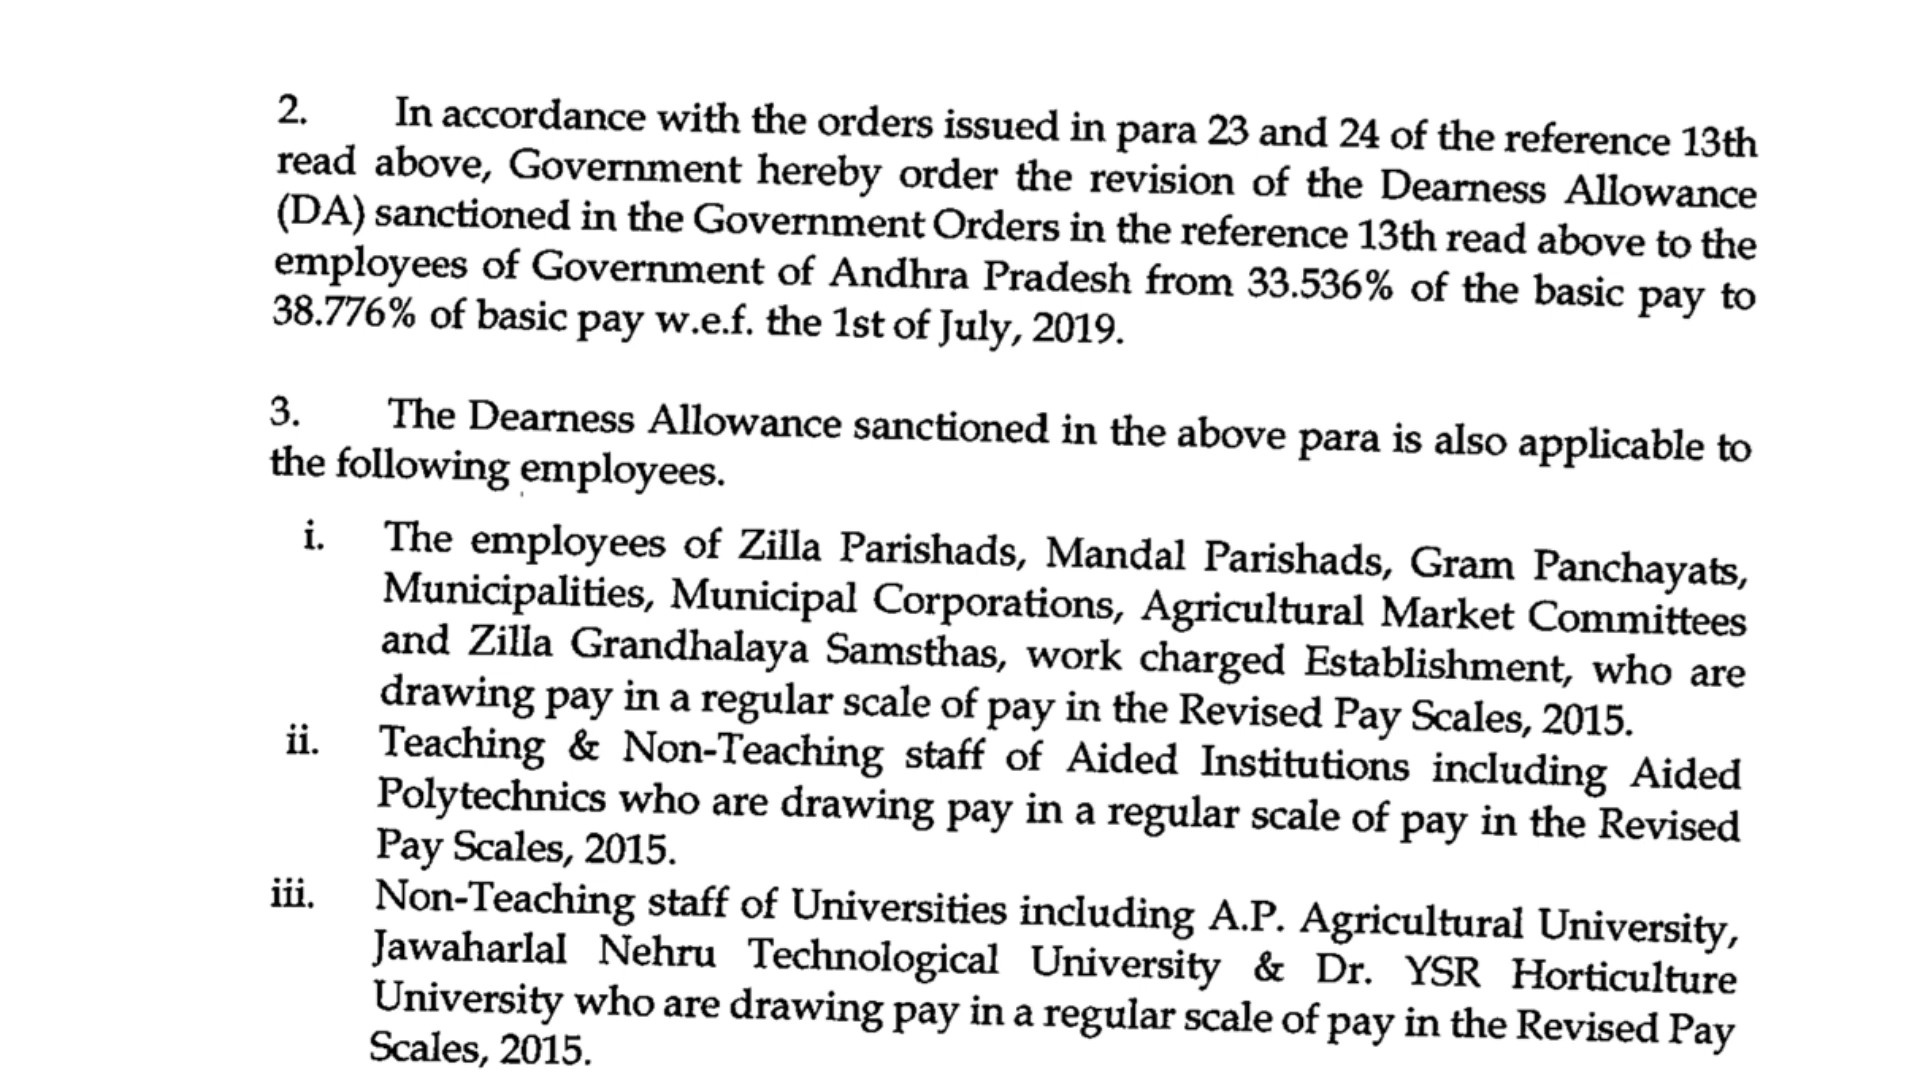 2. In accordance with the orders issued in para 23 and 24 of the reference 13th
read above, Government hereby order the revision of the Dearness Allowance
(DA) sanctioned in the Government Orders in the reference 13th read above to the
employees of Government of Andhra Pradesh from 33.536% of the basic pay to
38.776% of basic pay w.e.f. the 1st of July, 2019.
3. The Dearness Allowance sanctioned in the above para is also applicable to
the following employees.
i. The employees of Zilla Parishads, Mandal Parishads, Gram Panchayats,
Municipalities, Municipal Corporations, Agricultural Market Committees
and Zilla Grandhalaya Samsthas, work charged Establishment, who are
drawing pay in a regular scale of pay in the Revised Pay Scales, 2015.
ii. Teaching & Non-Teaching staff of Aided Institutions including Aided
Polytechnics who are drawing pay in a regular scale of pay in the Revised
Pay Scales, 2015.
iii. Non-Teaching staff of Universities including A.P. Agricultural University,
Jawaharlal Nehru Technological University & Dr. YSR Horticulture
University who are drawing pay in a regular scale of pay in the Revised Pay
Scales, 2015.